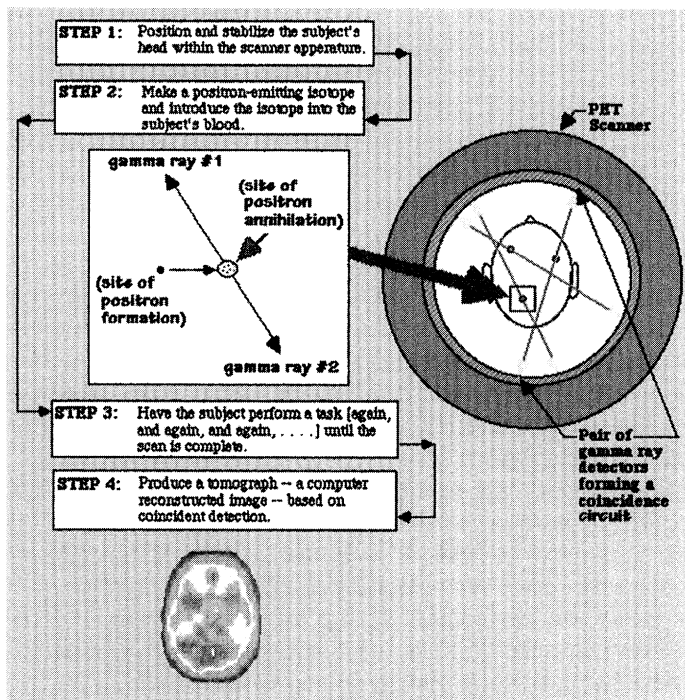 STEP 1: Position and stabilize the subject's
head within the scanner apperature.
STEP 2: Make a positron-emitting isotope
and introduce the isotope into the
subject's blood.
PET
Scanner
gamma ray #1
(site of
positron
annihilation)
(site of
positron
formation)
gamma ray #2
STEP 3: Have the subject perform a task [again,
and again, and again, . . . .] until the
scan is complete.
STEP 4: Produce a tomograph -- a computer
reconstructed image -- based on
coincident detection.
Pair of
gamma ray
detectors
forming a
coincidence
circuit